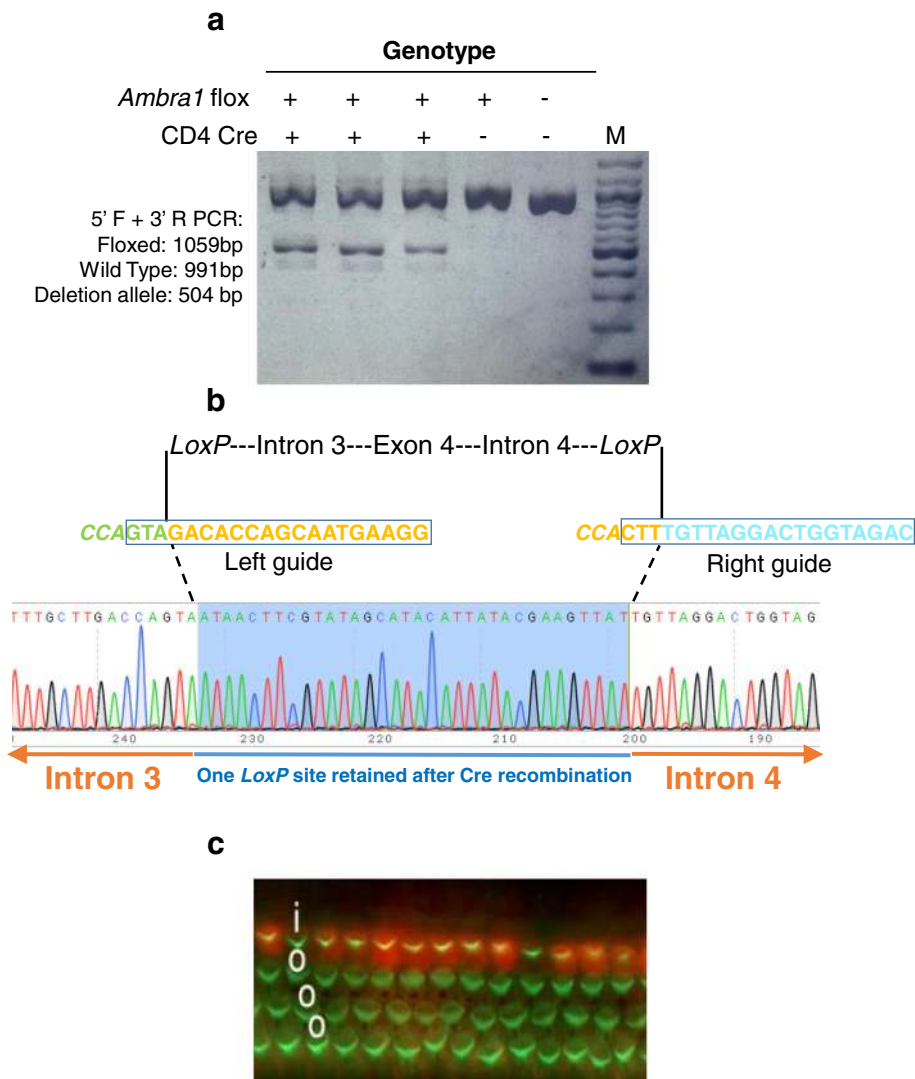 a
Genotype
Ambra1 flox + + + + -
CD4 Cre + + + - - M
5’ F + 3’ R PCR:
Floxed: 1059bp
Wild Type: 991bp
Deletion allele: 504 bp
b
LoxP---Intron 3---Exon 4---Intron 4---LoxP
CCAGTAGACACCAGCAATGAAGG CCACTTTGTTAGGACTGGTAGAC
Left guide Right guide
TTTGCTTGACCAGTAATAACTTCGTATAGCATACATTATACGAAGTTATTGTTAGGACTGGTAG
240 230 220 210 200 190
Intron 3 One LoxP site retained after Cre recombination Intron 4
c
i
o
o
o